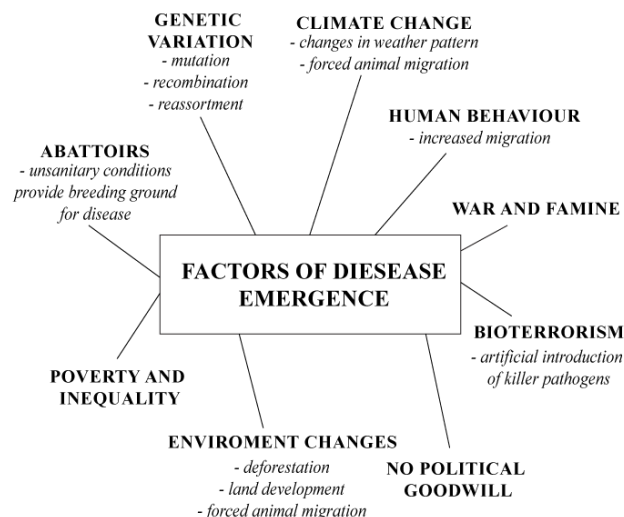 GENETIC
VARIATION
- mutation
- recombination
- reassortment
CLIMATE CHANGE
- changes in weather pattern
- forced animal migration
HUMAN BEHAVIOUR
- increased migration
ABATTOIRS
- unsanitary conditions
provide breeding ground
for disease
WAR AND FAMINE
FACTORS OF DIESEASE
EMERGENCE
BIOTERRORISM
- artificial introduction
of killer pathogens
POVERTY AND
INEQUALITY
ENVIROMENT CHANGES
- deforestation
- land development
- forced animal migration
NO POLITICAL
GOODWILL